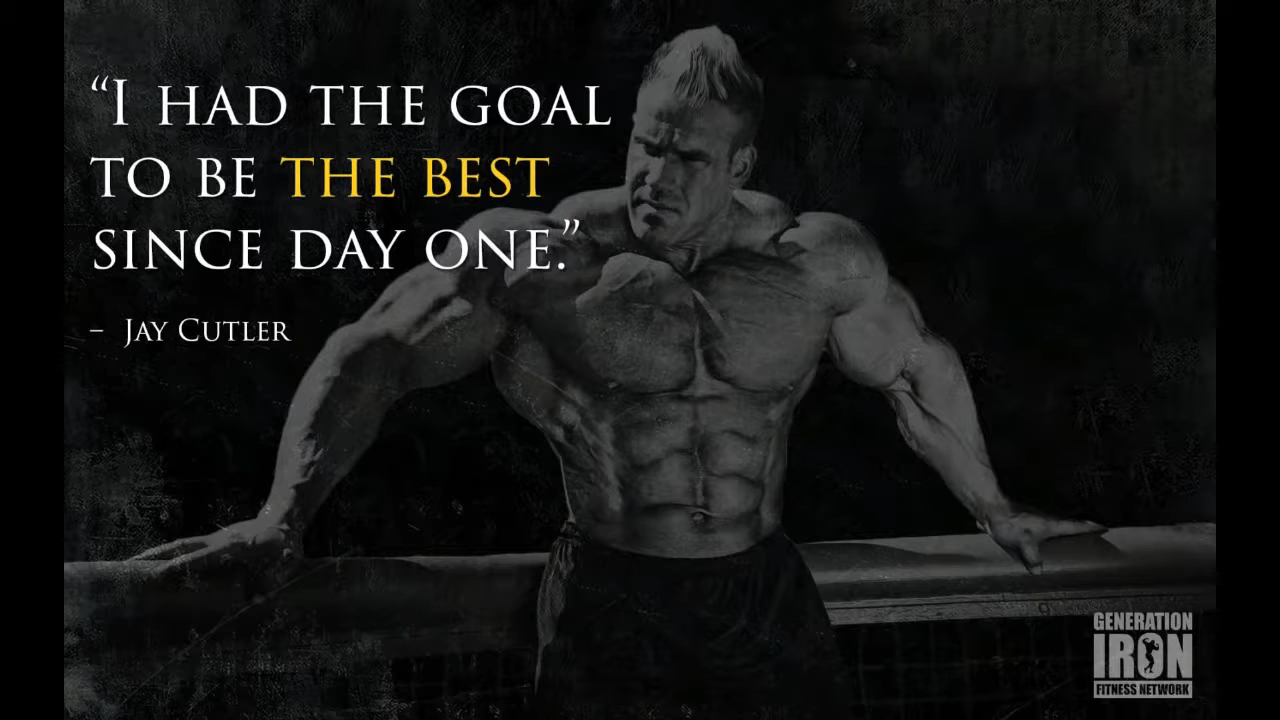 “I HAD THE GOAL
TO BE THE BEST
SINCE DAY ONE.”
– JAY CUTLER
GENERATION
IRON
FITNESS NETWORK